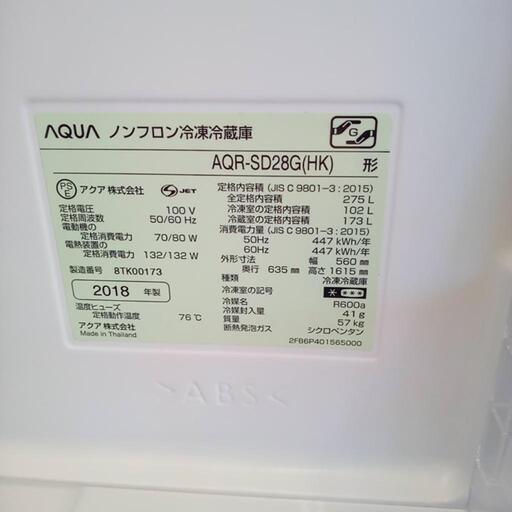 AQUA ノンフロン冷凍冷蔵庫
G
AQR-SD28G(HK) 形
PSE アクア株式会社 S JET
定格電圧 100 V
定格周波数 50/60 Hz
電動機の
定格消費電力 70/80 W
電熱装置の
定格消費電力 132/132 W
製造番号 8TK00173
2018 年製
温度ヒューズ
定格動作温度 76℃
アクア株式会社
Made in Thailand
定格内容積 (JIS C 9801-3:2015)
全定格内容積 275 L
冷凍室の定格内容積 102 L
冷蔵室の定格内容積 173 L
消費電力量 (JIS C 9801-3:2015)
50Hz 447 kWh/年
60Hz 447 kWh/年
外形寸法 幅 560 mm
奥行 635 mm 高さ 1615 mm
種類 冷凍冷蔵庫
冷凍室の記号
冷媒名 R600a
冷媒封入量 41g
質量 57kg
断熱発泡ガス シクロペンタン
2FB6P401565000
>ABS<